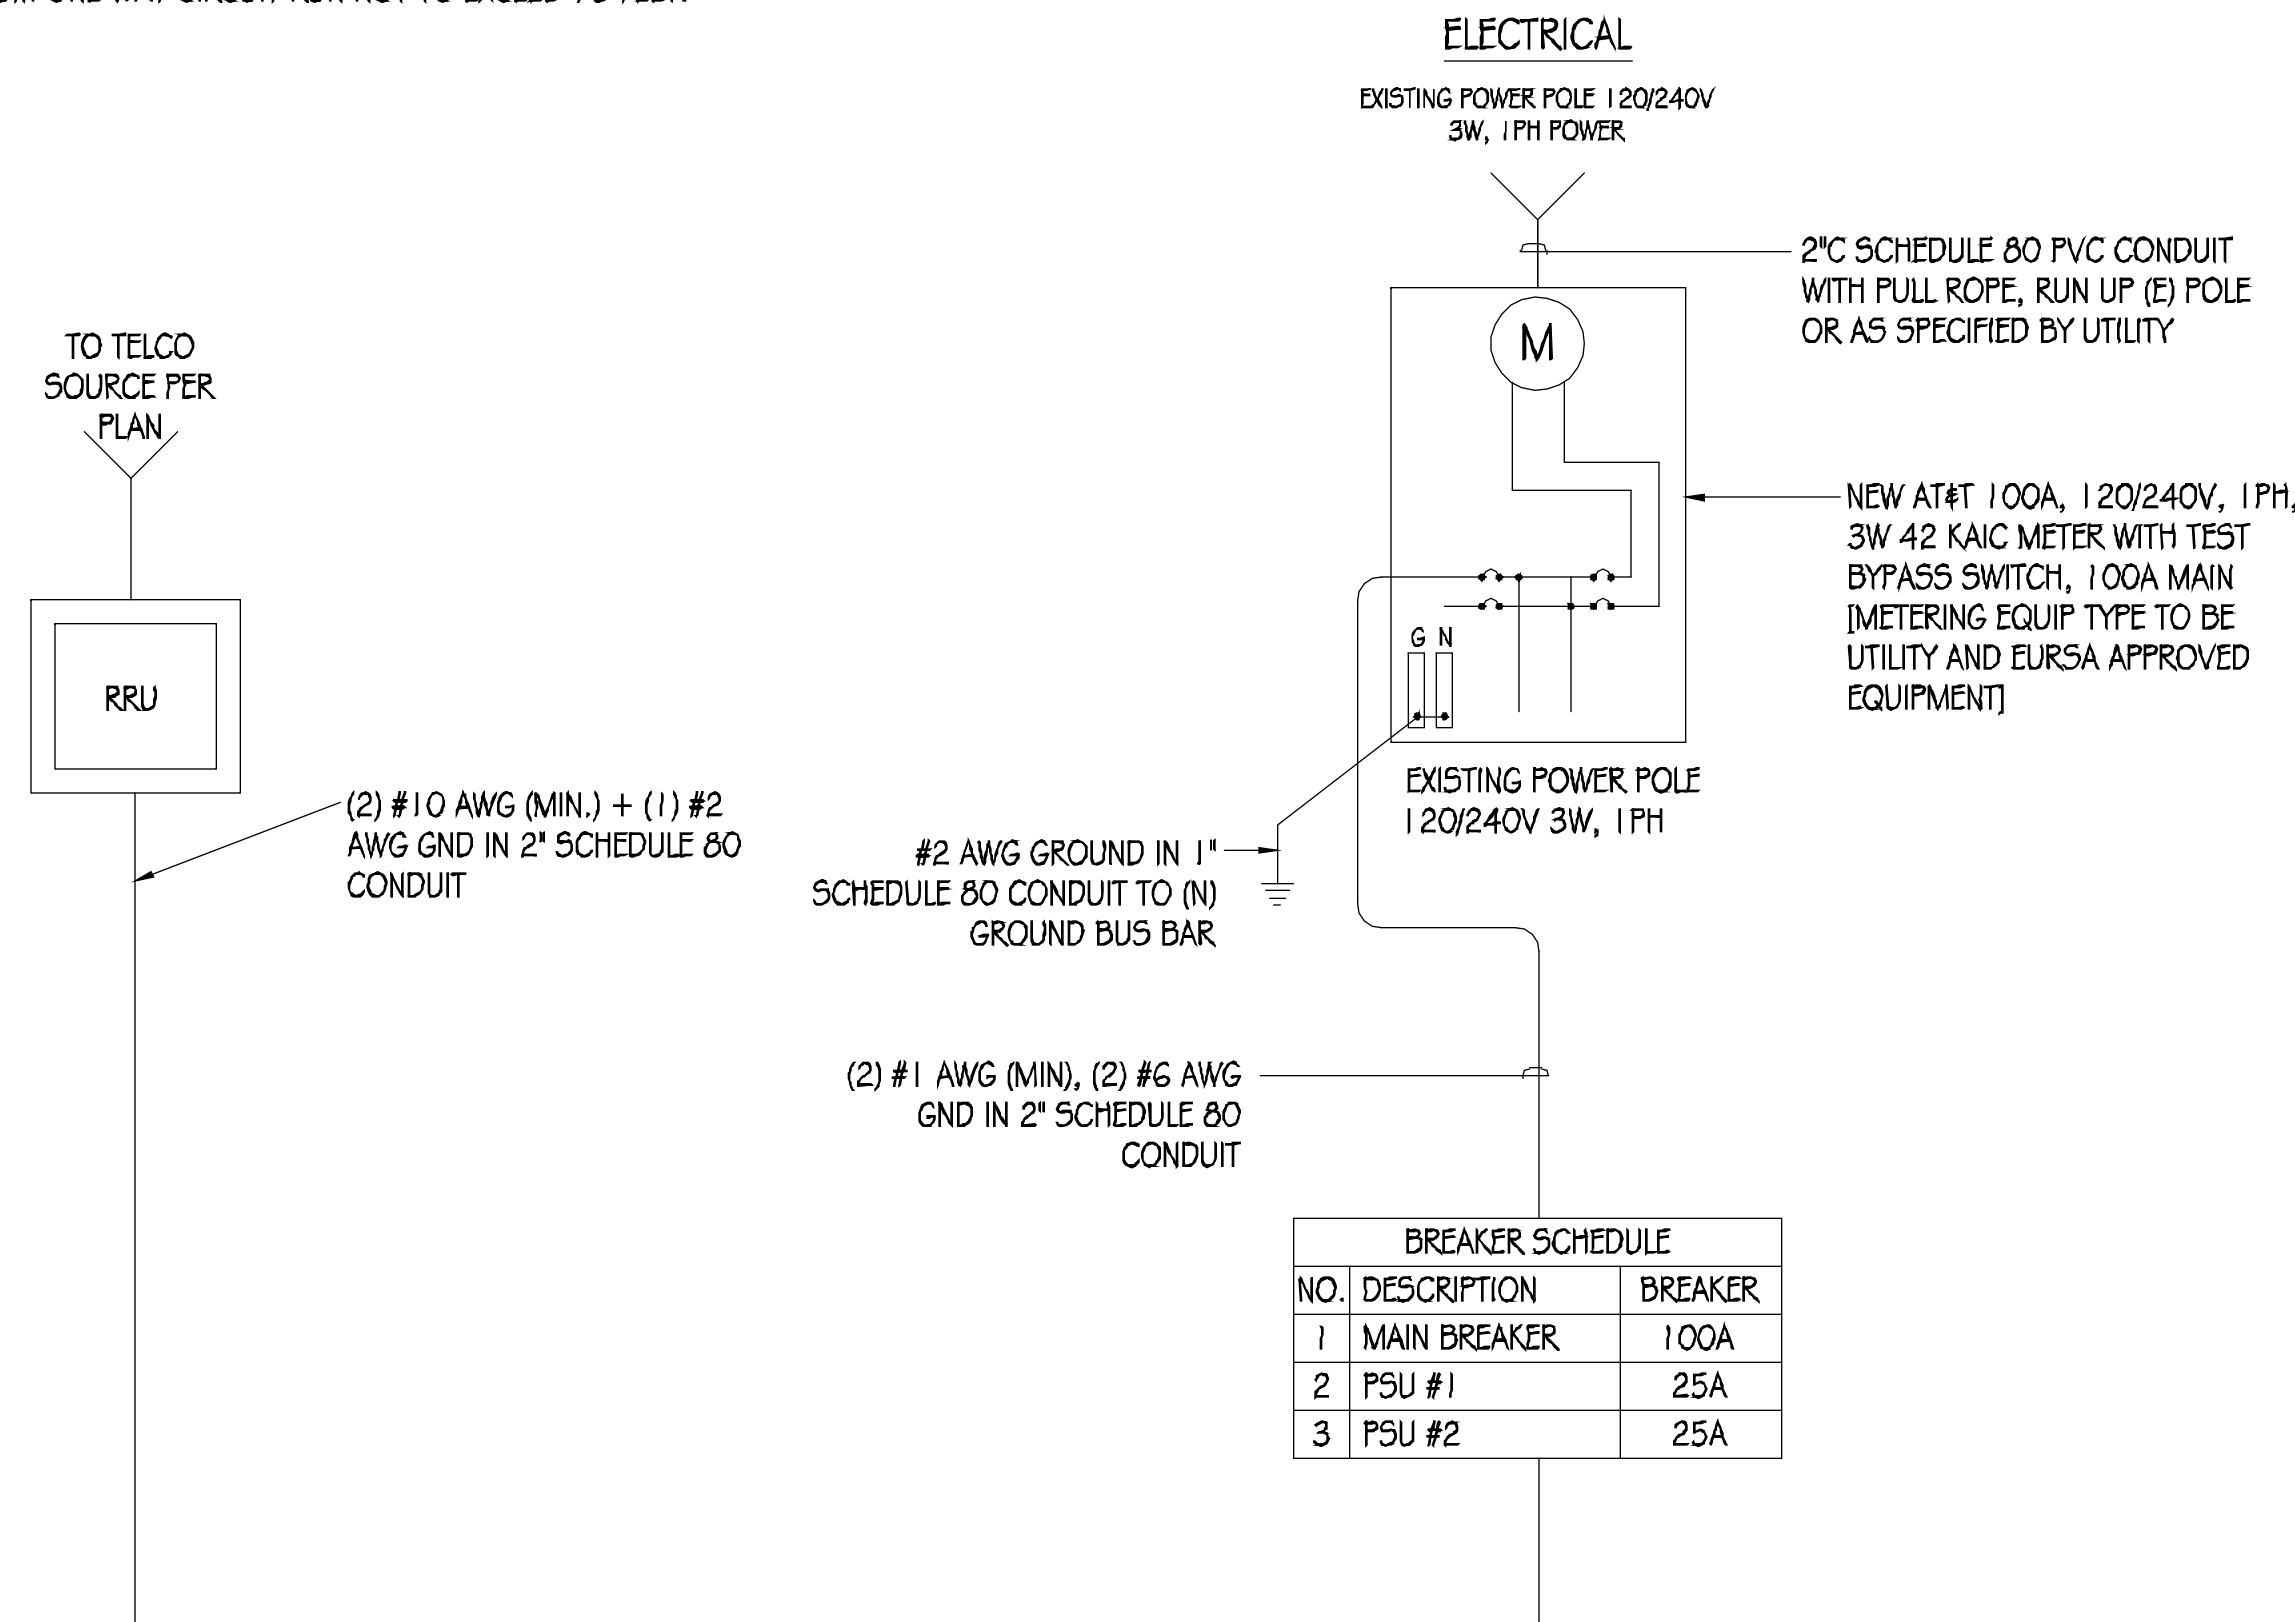 ELECTRICAL
EXISTING POWER POLE 120/240V
3W, 1PH POWER
2"C SCHEDULE 80 PVC CONDUIT
WITH PULL ROPE, RUN UP (E) POLE
OR AS SPECIFIED BY UTILITY
M
TO TELCO
SOURCE PER
PLAN
NEW AT&T 100A, 120/240V, 1PH,
3W 42 KAIC METER WITH TEST
BYPASS SWITCH, 100A MAIN
[METERING EQUIP TYPE TO BE
UTILITY AND EURSA APPROVED
EQUIPMENT]
G N
RRU
EXISTING POWER POLE
120/240V 3W, 1PH
(2) #10 AWG (MIN.) + (1) #2
AWG GND IN 2" SCHEDULE 80
CONDUIT
#2 AWG GROUND IN 1"
SCHEDULE 80 CONDUIT TO (N)
GROUND BUS BAR
(2) #1 AWG (MIN), (2) #6 AWG
GND IN 2" SCHEDULE 80
CONDUIT
BREAKER SCHEDULE
NO. DESCRIPTION BREAKER
1 MAIN BREAKER 100A
2 PSU #1 25A
3 PSU #2 25A